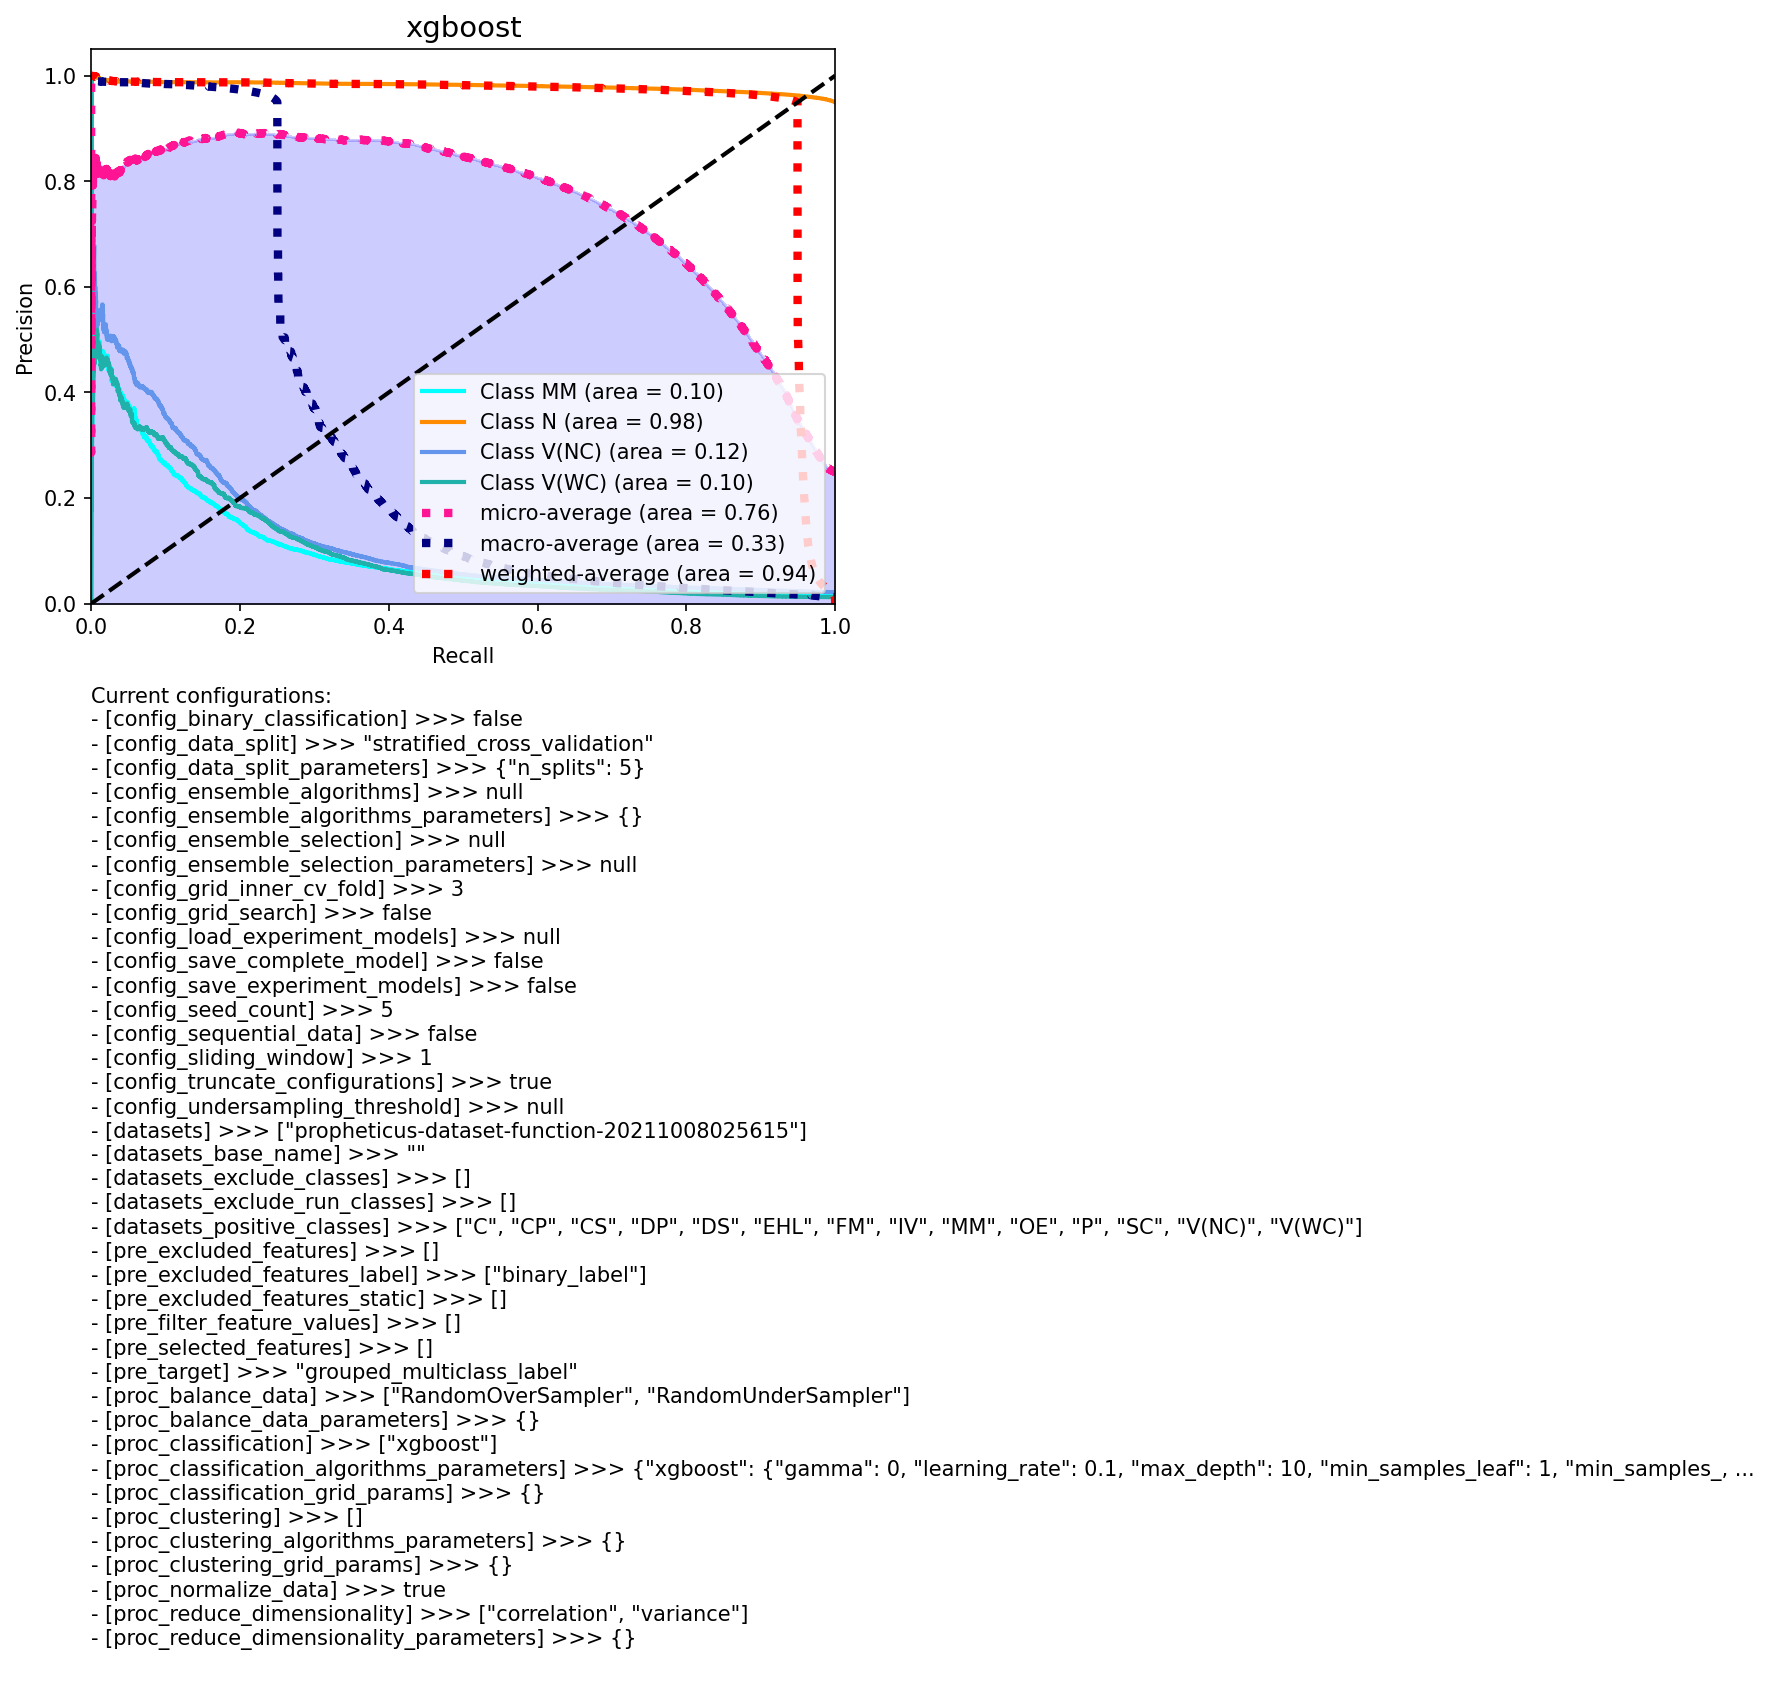 xgboost
1.0
0.8
0.6
0.4
0.2
0.0
Precision
0.0 0.2 0.4 0.6 0.8 1.0
Recall
Class MM (area = 0.10)
Class N (area = 0.98)
Class V(NC) (area = 0.12)
Class V(WC) (area = 0.10)
micro-average (area = 0.76)
macro-average (area = 0.33)
weighted-average (area = 0.94)
Current configurations:
- [config_binary_classification] >>> false
- [config_data_split] >>> "stratified_cross_validation"
- [config_data_split_parameters] >>> {"n_splits": 5}
- [config_ensemble_algorithms] >>> null
- [config_ensemble_algorithms_parameters] >>> {}
- [config_ensemble_selection] >>> null
- [config_ensemble_selection_parameters] >>> null
- [config_grid_inner_cv_fold] >>> 3
- [config_grid_search] >>> false
- [config_load_experiment_models] >>> null
- [config_save_complete_model] >>> false
- [config_save_experiment_models] >>> false
- [config_seed_count] >>> 5
- [config_sequential_data] >>> false
- [config_sliding_window] >>> 1
- [config_truncate_configurations] >>> true
- [config_undersampling_threshold] >>> null
- [datasets] >>> ["propheticus-dataset-function-20211008025615"]
- [datasets_base_name] >>> ""
- [datasets_exclude_classes] >>> []
- [datasets_exclude_run_classes] >>> []
- [datasets_positive_classes] >>> ["C", "CP", "CS", "DP", "DS", "EHL", "FM", "IV", "MM", "OE", "P", "SC", "V(NC)", "V(WC)"]
- [pre_excluded_features] >>> []
- [pre_excluded_features_label] >>> ["binary_label"]
- [pre_excluded_features_static] >>> []
- [pre_filter_feature_values] >>> []
- [pre_selected_features] >>> []
- [pre_target] >>> "grouped_multiclass_label"
- [proc_balance_data] >>> ["RandomOverSampler", "RandomUnderSampler"]
- [proc_balance_data_parameters] >>> {}
- [proc_classification] >>> ["xgboost"]
- [proc_classification_algorithms_parameters] >>> {"xgboost": {"gamma": 0, "learning_rate": 0.1, "max_depth": 10, "min_samples_leaf": 1, "min_samples_, ...
- [proc_classification_grid_params] >>> {}
- [proc_clustering] >>> []
- [proc_clustering_algorithms_parameters] >>> {}
- [proc_clustering_grid_params] >>> {}
- [proc_normalize_data] >>> true
- [proc_reduce_dimensionality] >>> ["correlation", "variance"]
- [proc_reduce_dimensionality_parameters] >>> {}